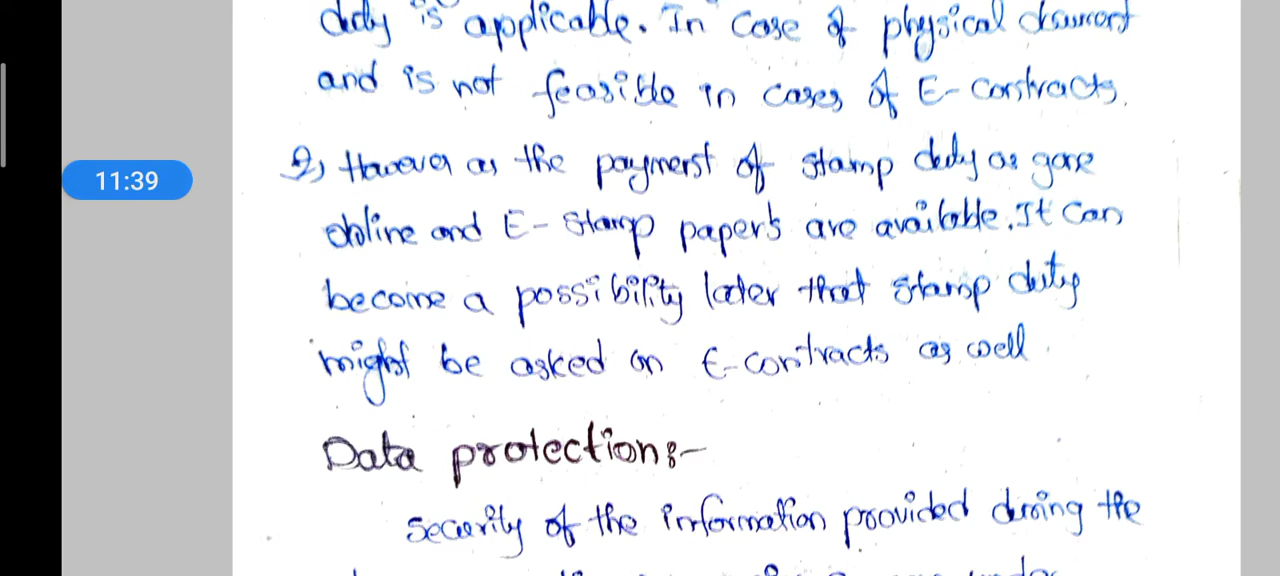 duty is applicable. In case of physical document
and is not feasible in cases of E-contracts.
2) However as the payment of stamp duty as gone
11:39
online and E-stamp papers are available. It can
become a possibility later that stamp duty
might be asked on E-contracts as well.
Data protection:-
security of the information provided during the